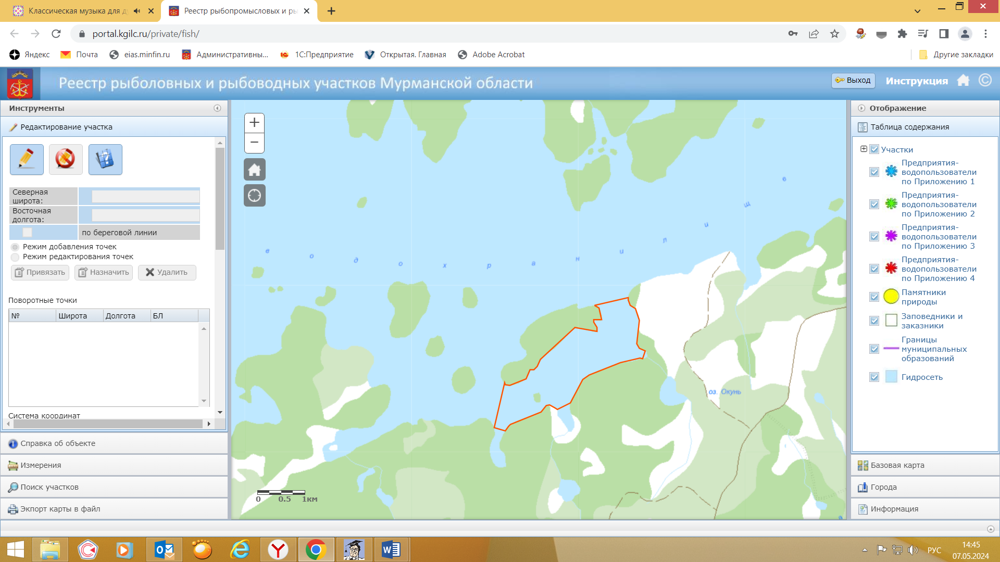 Классическая музыка для д
Реестр рыбопромысловых и ры
portal.kgilc.ru/private/fish/
Яндекс
Почта
eias.minfin.ru
Административны...
1С:Предприятие
Открытая. Главная
Adobe Acrobat
Другие закладки
Реестр рыболовных и рыбоводных участков Мурманской области
Выход
Инструкция
Инструменты
Редактирование участка
Северная
широта:
Восточная
долгота:
по береговой линии
Режим добавления точек
Режим редактирования точек
Привязать
Назначить
Удалить
Поворотные точки
№
Широта
Долгота
БЛ
Система координат
Справка об объекте
Измерения
Поиск участков
Экспорт карты в файл
+
−
е о д о х р а н и л и щ е
оз. Окунь
0 0.5 1км
Отображение
Таблица содержания
Участки
Предприятия-
водопользователи
по Приложению 1
Предприятия-
водопользователи
по Приложению 2
Предприятия-
водопользователи
по Приложению 3
Предприятия-
водопользователи
по Приложению 4
Памятники
природы
Заповедники и
заказники
Границы
муниципальных
образований
Гидросеть
Базовая карта
Города
Информация
РУС
14:45
07.05.2024